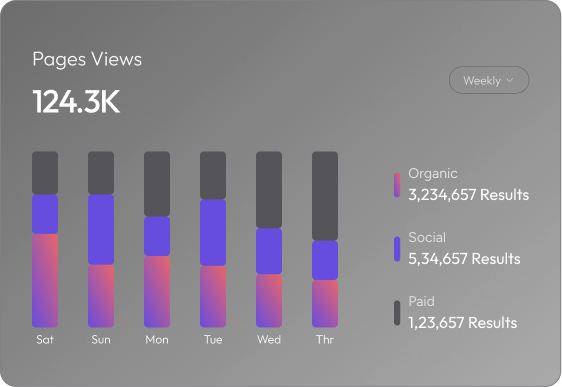 Pages Views
124.3K
Weekly
Organic
3,234,657 Results
Social
5,34,657 Results
Paid
1,23,657 Results
Sat Sun Mon Tue Wed Thr